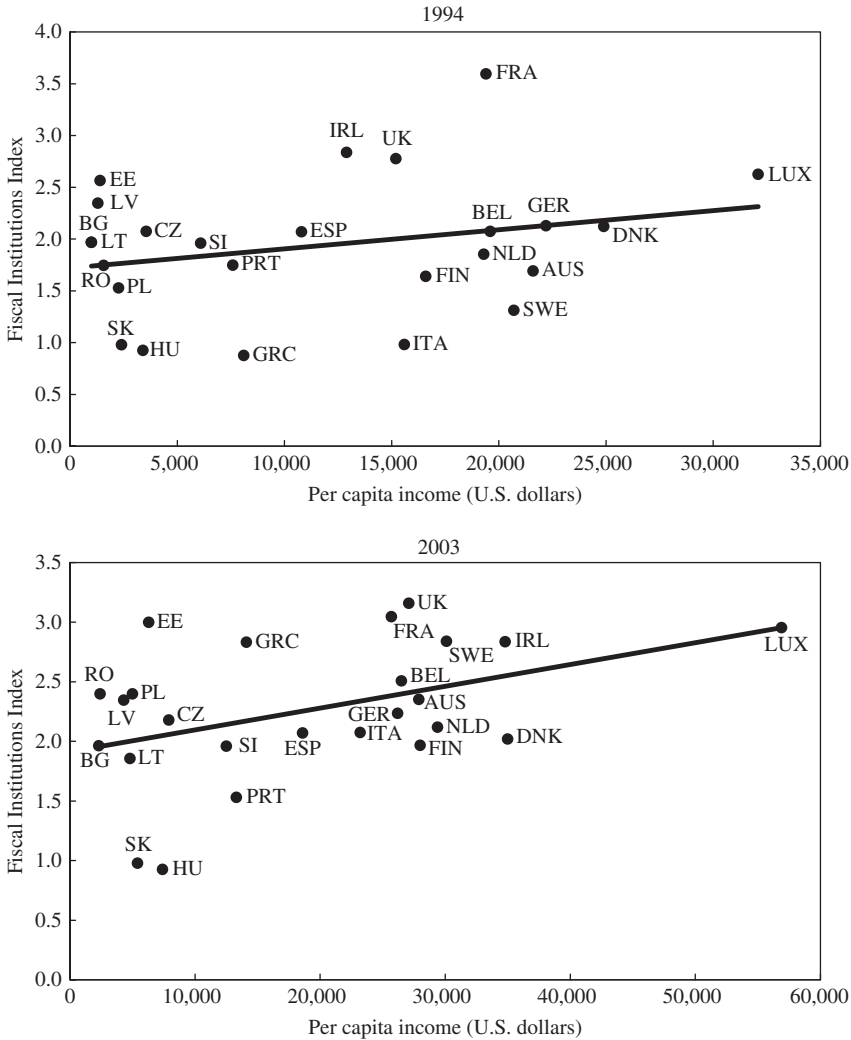 1994
Fiscal Institutions Index
4.0
3.5
3.0
2.5
2.0
1.5
1.0
0.5
0.0
FRA
IRL
UK
LUX
EE
LV
BG
LT
CZ
SI
ESP
BEL
GER
DNK
RO
PL
PRT
FIN
NLD
AUS
SWE
SK
HU
GRC
ITA
0
5,000
10,000
15,000
20,000
25,000
30,000
35,000
Per capita income (U.S. dollars)
2003
Fiscal Institutions Index
3.5
3.0
2.5
2.0
1.5
1.0
0.5
0.0
UK
EE
FRA
GRC
SWE
IRL
LUX
RO
PL
BEL
LV
AUS
CZ
GER
NLD
BG
LT
SI
ESP
ITA
FIN
DNK
PRT
SK
HU
0
10,000
20,000
30,000
40,000
50,000
60,000
Per capita income (U.S. dollars)